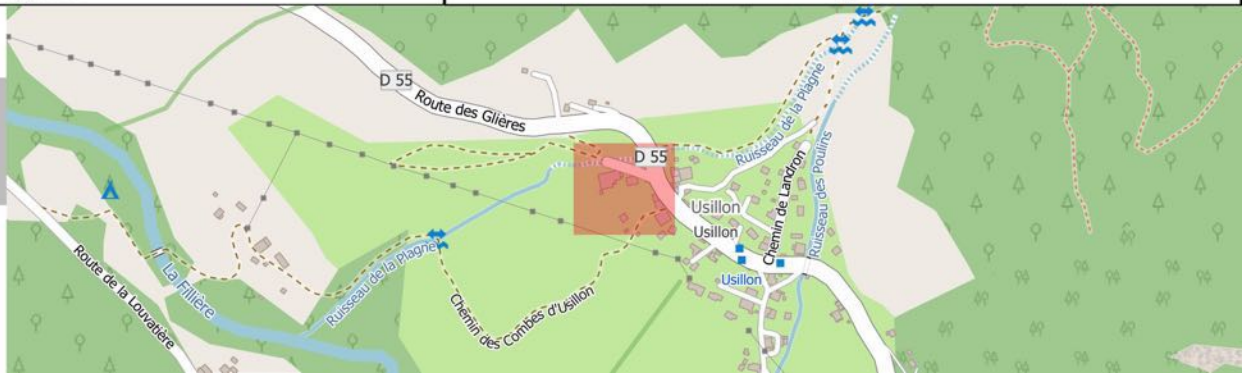 D 55
Route des Glières
D 55
Ruisseau de la Plagne
Ruisseau des Poulins
Chemin de Landron
Usillon
Usillon
Usillon
Ruisseau de la Plagne
La Fillière
Route de la Louvatière
Chemin des Combes d'Usillon